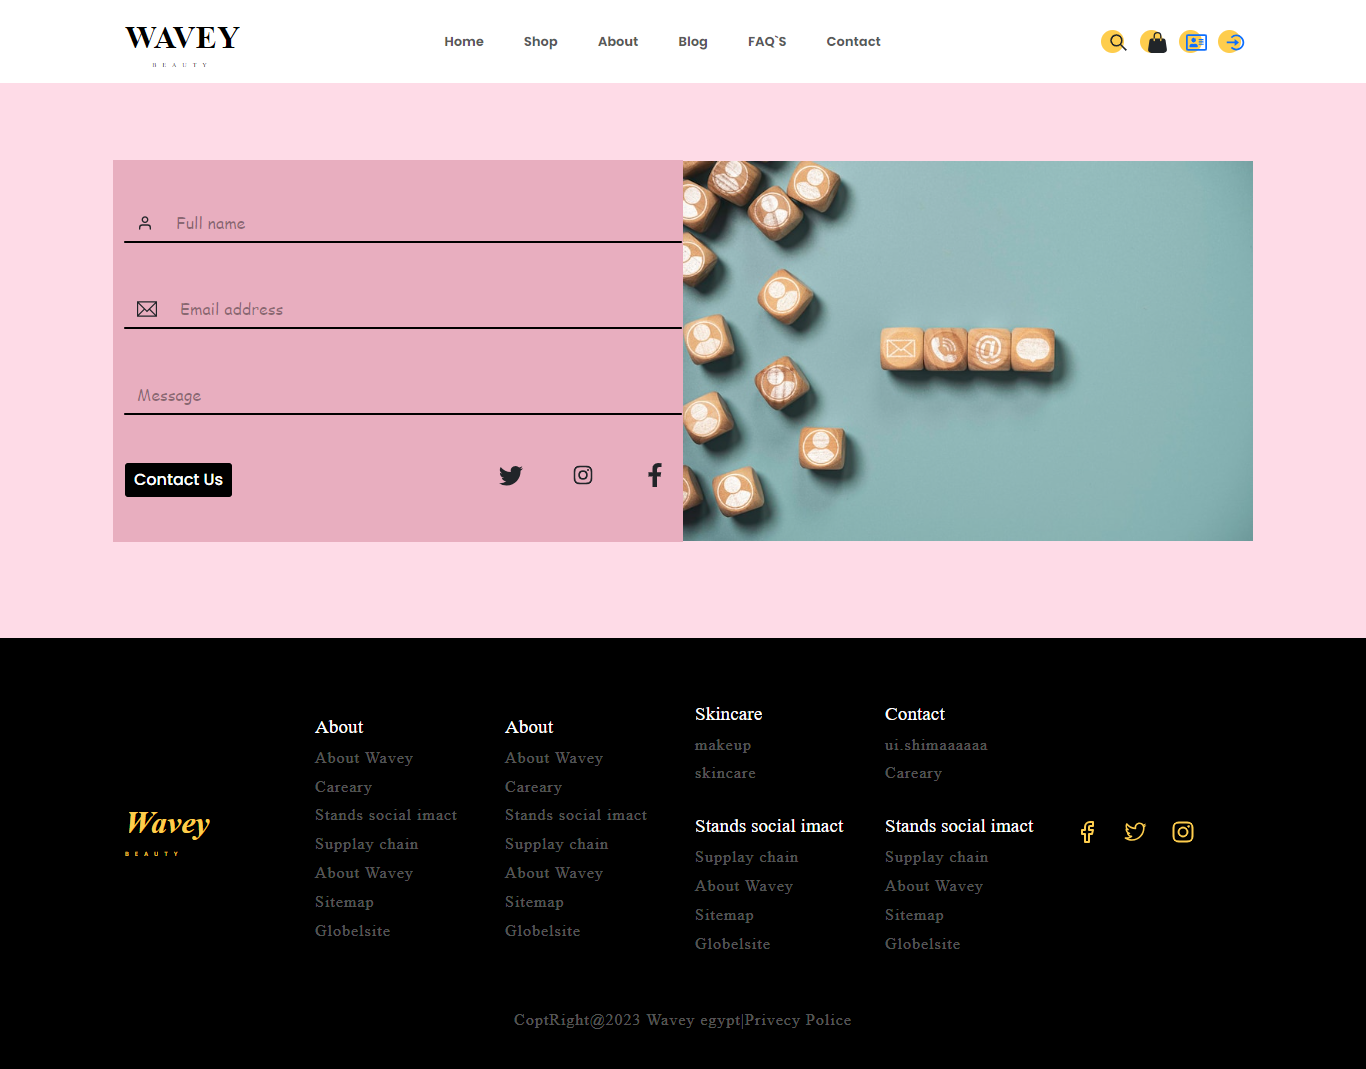 WAVEY
BEAUTY
Home Shop About Blog FAQ`S Contact
Full name
Email address
Message
Contact Us
@
Wavey
BEAUTY
About
About Wavey
Careary
Stands social imact
Supplay chain
About Wavey
Sitemap
Globelsite
About
About Wavey
Careary
Stands social imact
Supplay chain
About Wavey
Sitemap
Globelsite
Skincare
makeup
skincare
Stands social imact
Supplay chain
About Wavey
Sitemap
Globelsite
Contact
ui.shimaaaaaa
Careary
Stands social imact
Supplay chain
About Wavey
Sitemap
Globelsite
CoptRight@2023 Wavey egypt|Privecy Police